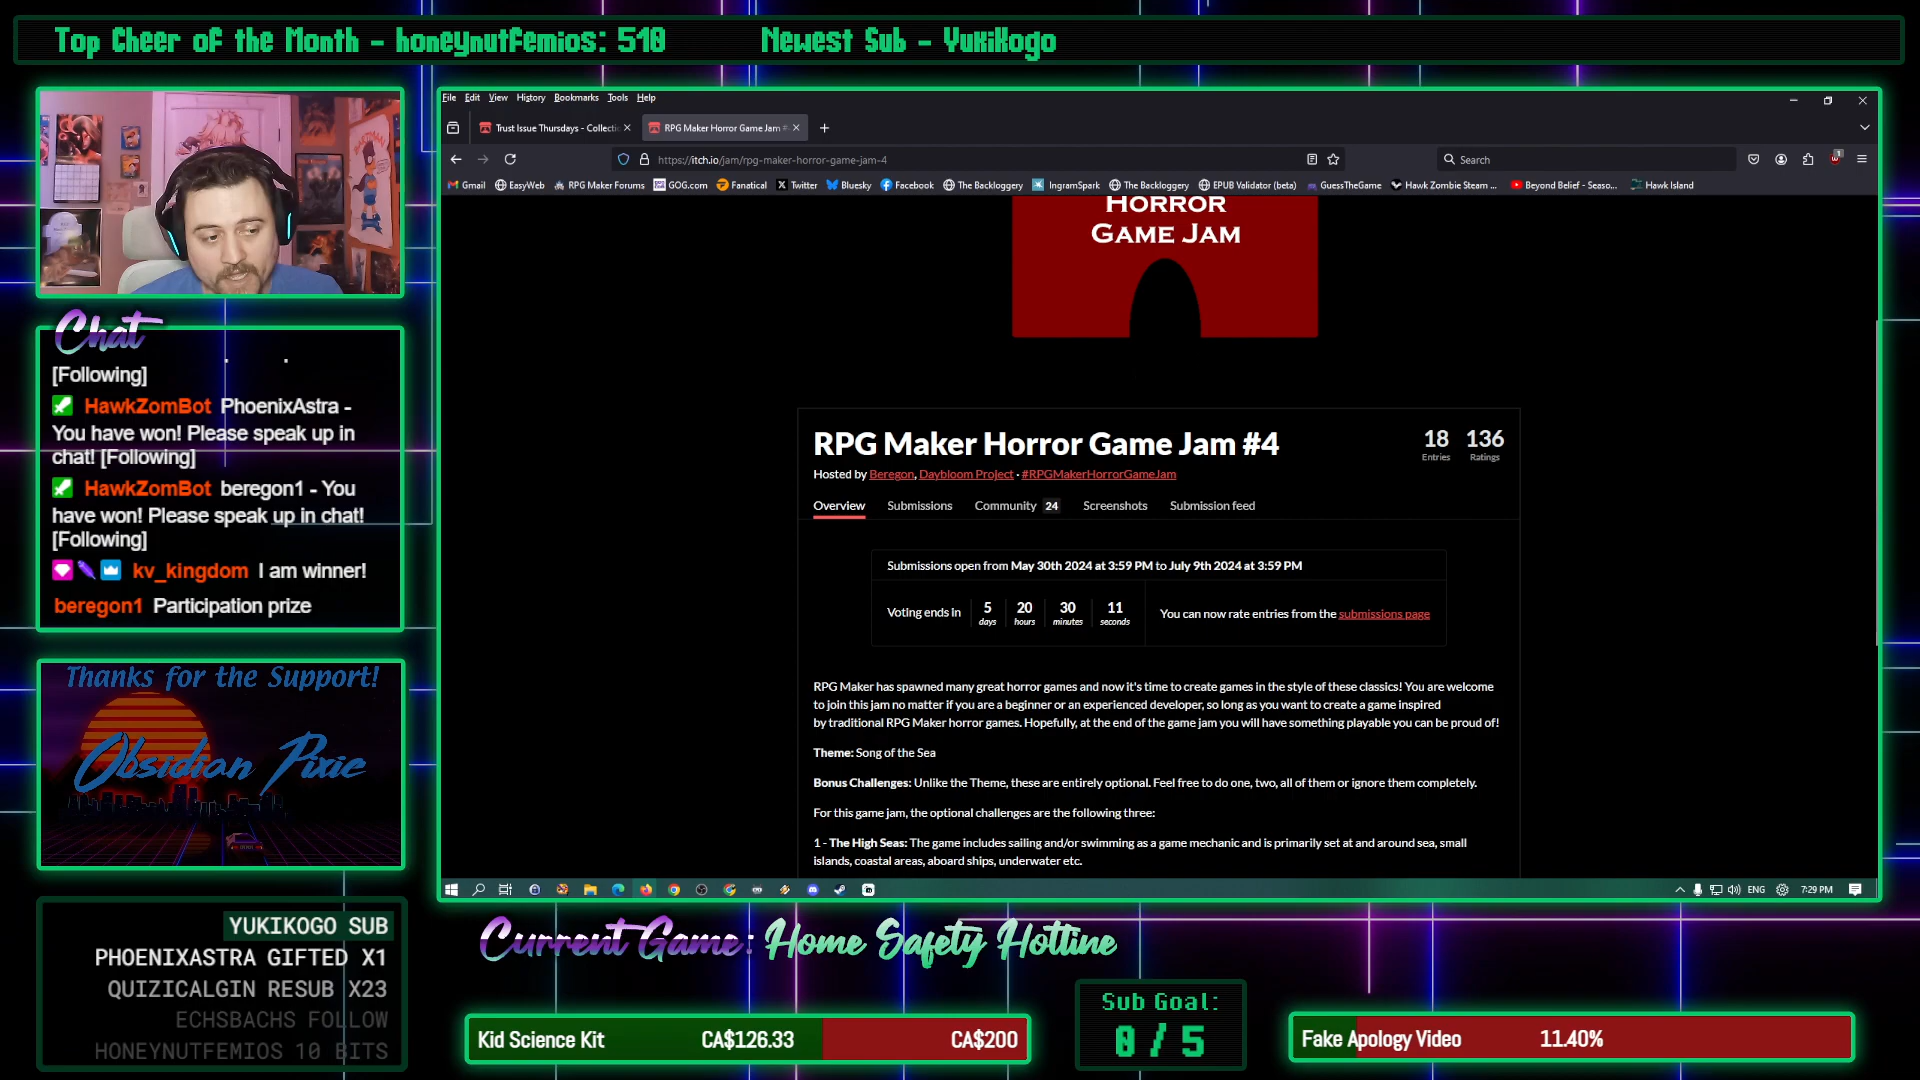 Top Cheer of the Month - honeynutfemios: 510
Newest Sub - YukiKogo
File Edit View History Bookmarks Tools Help
Trust Issue Thursdays - Collecti
RPG Maker Horror Game Jam #
https://itch.io/jam/rpg-maker-horror-game-jam-4
Search
1
Gmail EasyWeb RPG Maker Forums GOG.com Fanatical Twitter Bluesky Facebook The Backloggery IngramSpark The Backloggery EPUB Validator (beta) GuessTheGame Hawk Zombie Steam ... Beyond Belief - Seaso... Hawk Island
HORROR
GAME JAM
RPG Maker Horror Game Jam #4
18 Entries
136 Ratings
Hosted by Beregon, Daybloom Project · #RPGMakerHorrorGameJam
Overview Submissions Community 24 Screenshots Submission feed
Submissions open from May 30th 2024 at 3:59 PM to July 9th 2024 at 3:59 PM
Voting ends in 5 days 20 hours 30 minutes 11 seconds
You can now rate entries from the submissions page
RPG Maker has spawned many great horror games and now it's time to create games in the style of these classics! You are welcome
to join this jam no matter if you are a beginner or an experienced developer, so long as you want to create a game inspired
by traditional RPG Maker horror games. Hopefully, at the end of the game jam you will have something playable you can be proud of!
Theme: Song of the Sea
Bonus Challenges: Unlike the Theme, these are entirely optional. Feel free to do one, two, all of them or ignore them completely.
For this game jam, the optional challenges are the following three:
1 - The High Seas: The game includes sailing and/or swimming as a game mechanic and is primarily set at and around sea, small
islands, coastal areas, aboard ships, underwater etc.
ENG 7:29 PM
Chat
[Following]
HawkZomBot PhoenixAstra -
You have won! Please speak up in
chat! [Following]
HawkZomBot beregon1 - You
have won! Please speak up in chat!
[Following]
kv_kingdom I am winner!
beregon1 Participation prize
Thanks for the Support!
Obsidian Pixie
YUKIKOGO SUB
PHOENIXASTRA GIFTED X1
QUIZICALGIN RESUB X23
ECHSBACHS FOLLOW
HONEYNUTFEMIOS 10 BITS
Current Game: Home Safety Hotline
Kid Science Kit CA$126.33 CA$200
Sub Goal:
0 / 5
Fake Apology Video 11.40%